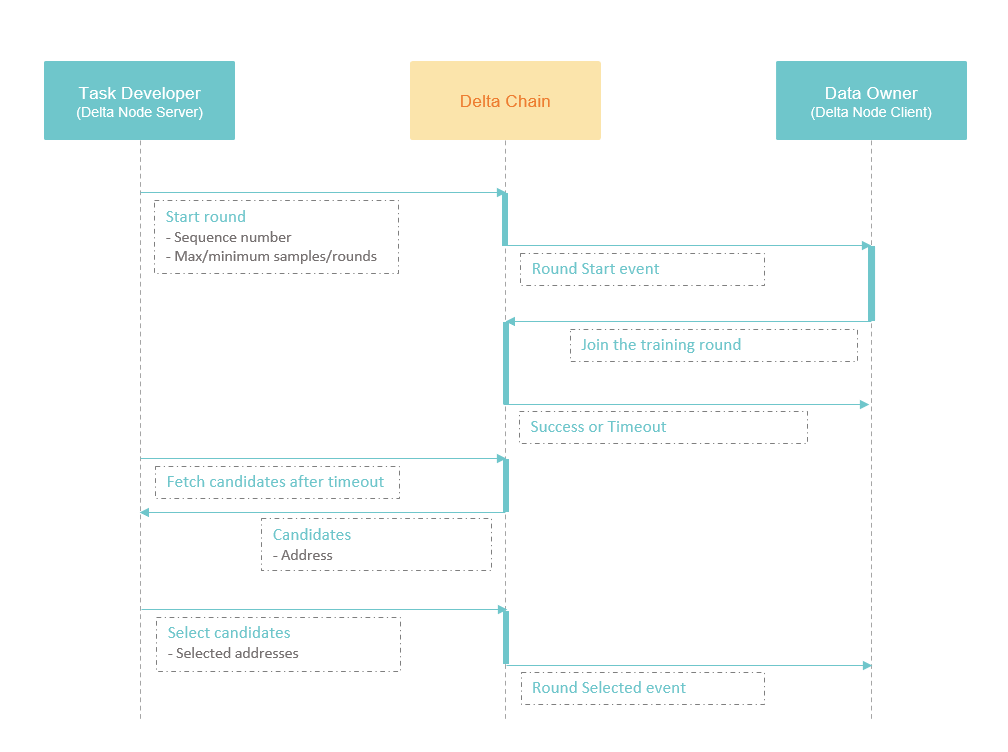 Task Developer
(Delta Node Server)
Delta Chain
Data Owner
(Delta Node Client)
Start round
- Sequence number
- Max/minimum samples/rounds
Round Start event
Join the training round
Success or Timeout
Fetch candidates after timeout
Candidates
- Address
Select candidates
- Selected addresses
Round Selected event